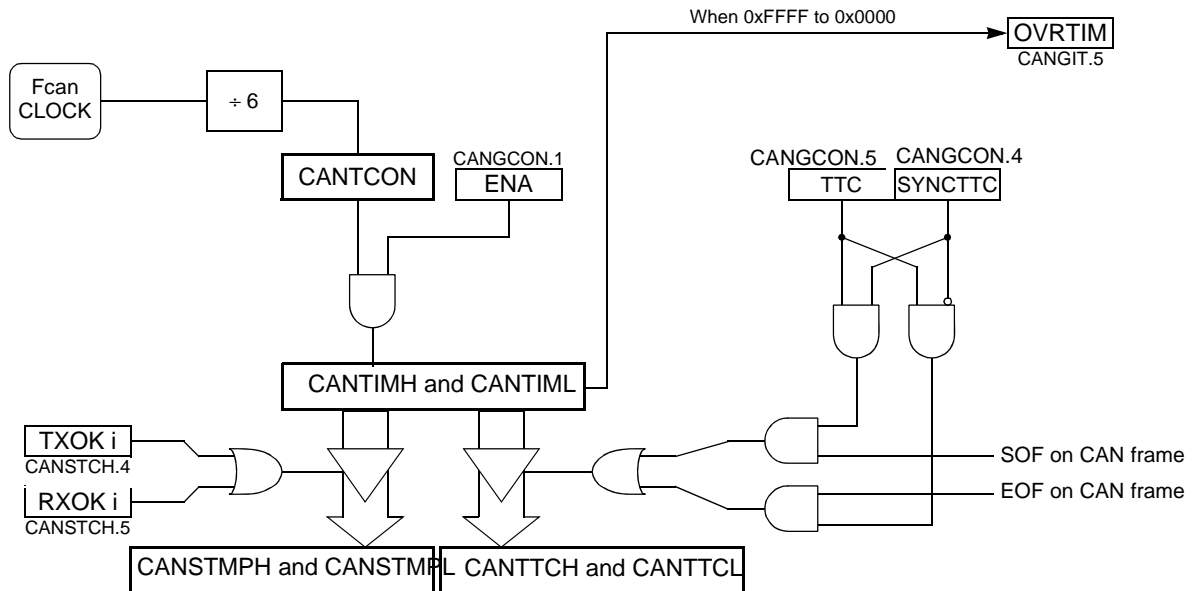 When 0xFFFF to 0x0000
OVRTIM
CANGIT.5
Fcan
CLOCK
÷ 6
CANTCON
CANGCON.1
ENA
CANGCON.5
CANGCON.4
TTC
SYNCTTC
CANTIMH and CANTIML
TXOK i
CANSTCH.4
RXOK i
CANSTCH.5
SOF on CAN frame
EOF on CAN frame
CANSTMPH and CANSTMPL
CANTTCH and CANTTCL